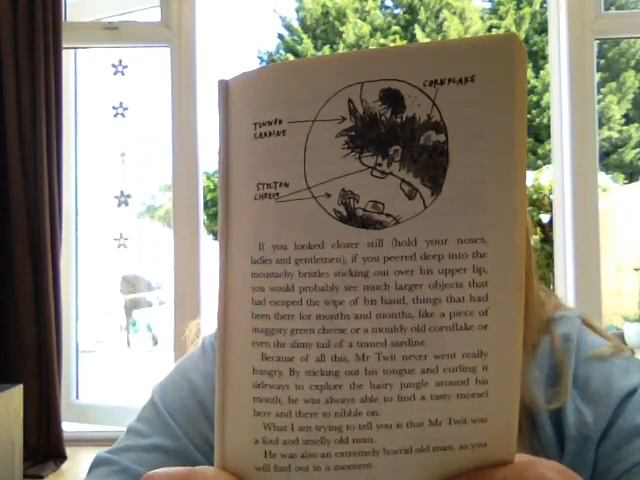 CORNFLAKE
TINNED
SARDINE
STILTON
CHEESE
If you looked closer still (hold your noses,
ladies and gentlemen), if you peered deep into the
moustachy bristles sticking out over his upper lip,
you would probably see much larger objects that
had escaped the wipe of his hand, things that had
been there for months and months, like a piece of
maggoty green cheese or a mouldy old cornflake or
even the slimy tail of a tinned sardine.
Because of all this, Mr Twit never went really
hungry. By sticking out his tongue and curling it
sideways to explore the hairy jungle around his
mouth, he was always able to find a tasty morsel
here and there to nibble on.
What I am trying to tell you is that Mr Twit was
a foul and smelly old man.
He was also an extremely horrid old man, as you
will find out in a moment.